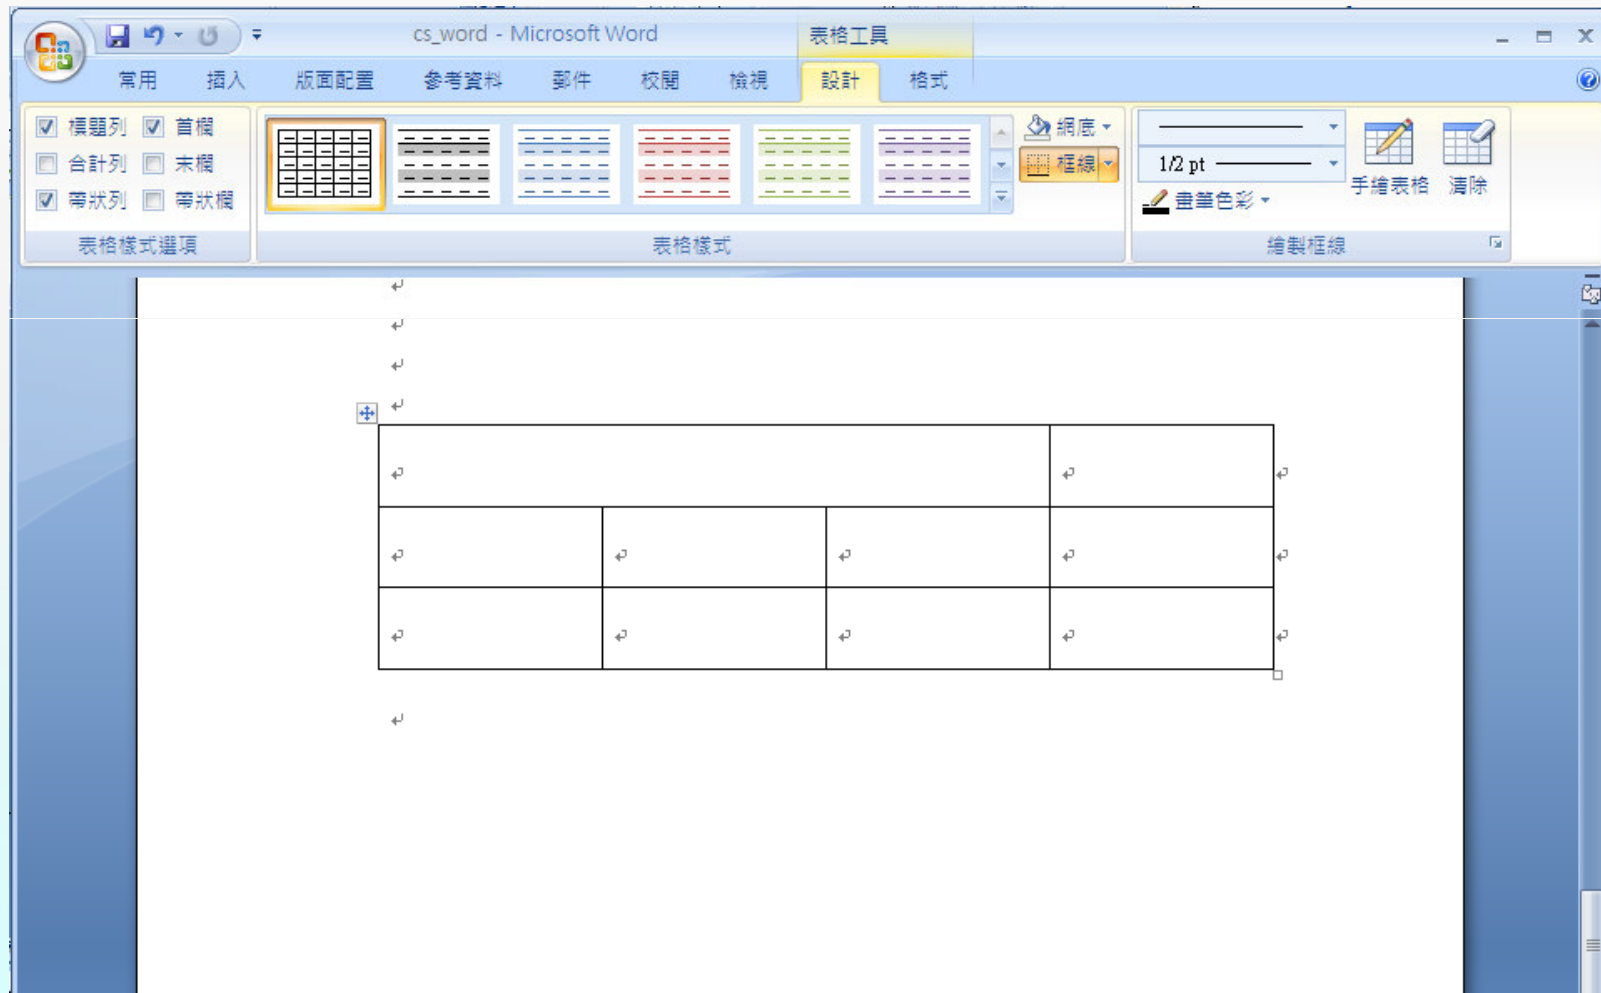 cs_word - Microsoft Word 表格工具
常用 插入 版面配置 參考資料 郵件 校閱 檢視 設計 格式
標題列 首欄
合計列 末欄
帶狀列 帶狀欄
表格樣式選項
網底
框線
表格樣式
1/2 pt
畫筆色彩
手繪表格 清除
繪製框線